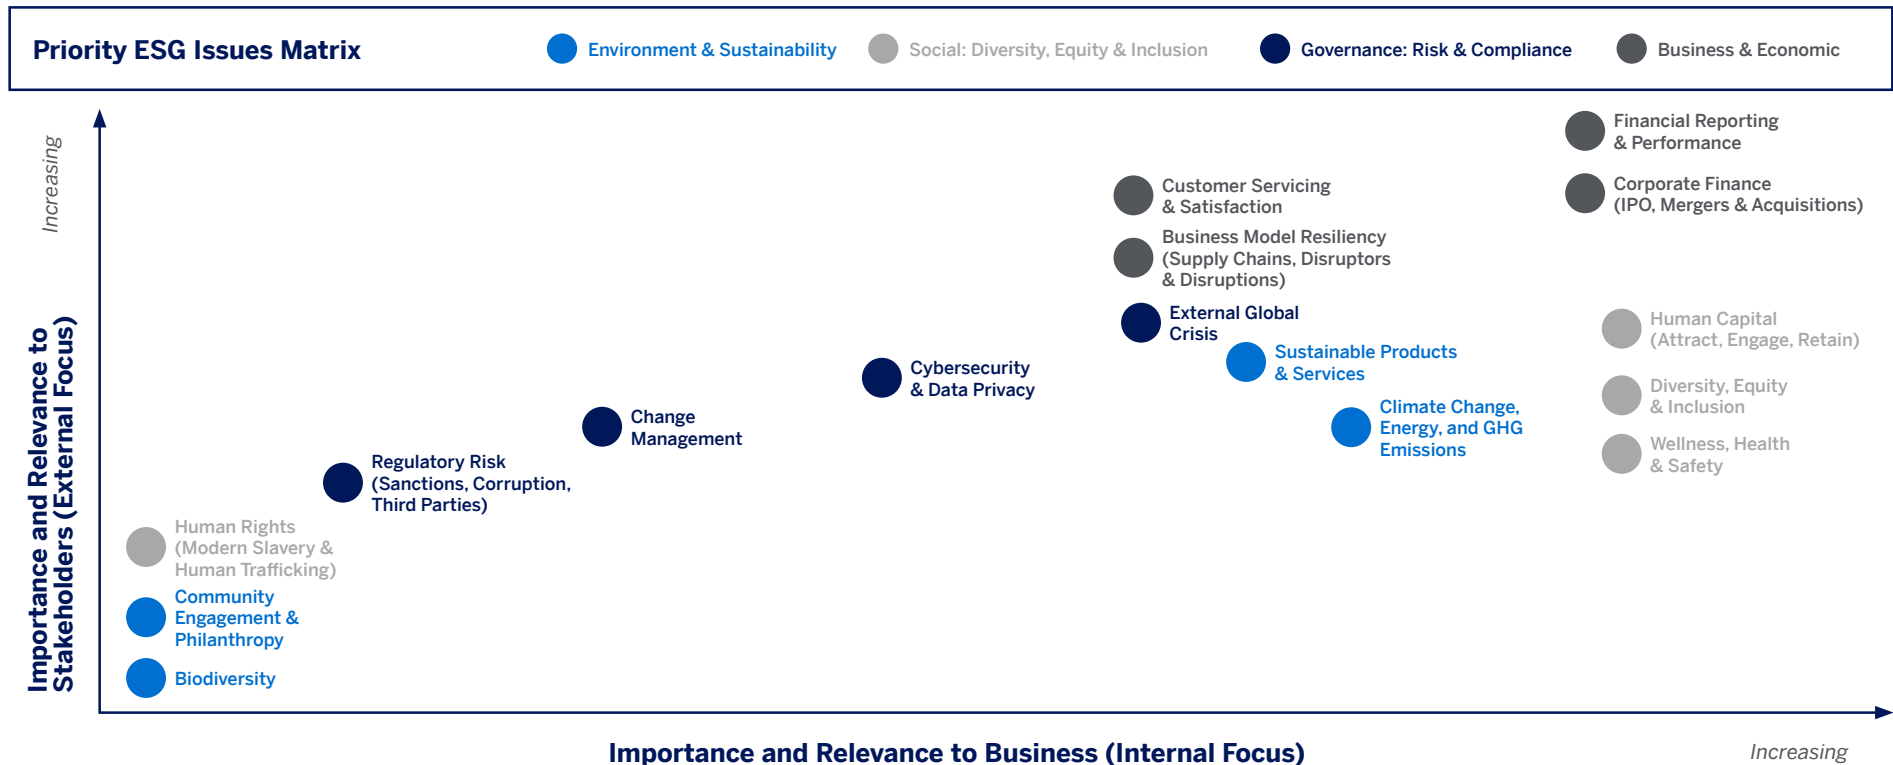 Priority ESG Issues Matrix
Environment & Sustainability
Social: Diversity, Equity & Inclusion
Governance: Risk & Compliance
Business & Economic
Increasing
Importance and Relevance to
Stakeholders (External Focus)
Financial Reporting
& Performance
Corporate Finance
(IPO, Mergers & Acquisitions)
Customer Servicing
& Satisfaction
Business Model Resiliency
(Supply Chains, Disruptors
& Disruptions)
External Global
Crisis
Human Capital
(Attract, Engage, Retain)
Sustainable Products
& Services
Cybersecurity
& Data Privacy
Diversity, Equity
& Inclusion
Climate Change,
Energy, and GHG
Emissions
Change
Management
Wellness, Health
& Safety
Regulatory Risk
(Sanctions, Corruption,
Third Parties)
Human Rights
(Modern Slavery &
Human Trafficking)
Community
Engagement &
Philanthropy
Biodiversity
Importance and Relevance to Business (Internal Focus)
Increasing